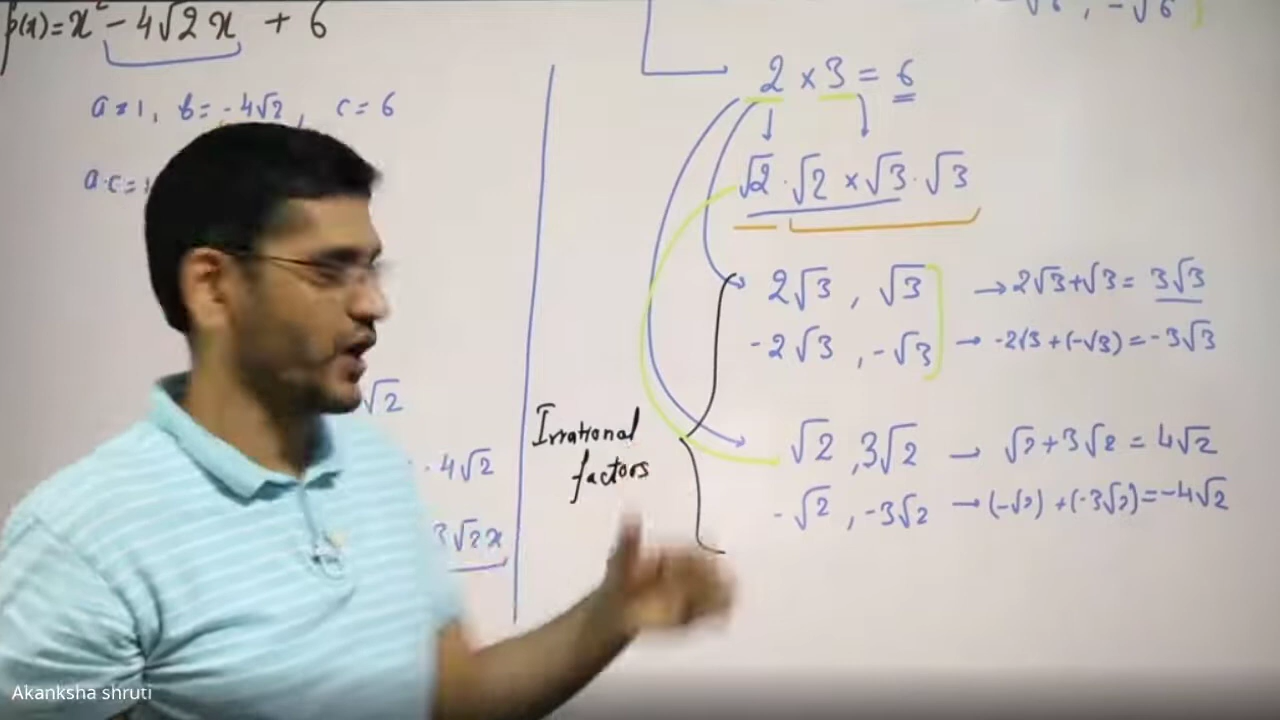 p(x)=x² - 4√2 x + 6
a=1, b=-4√2, c=6
a·c=
√2
- 4√2
3√2x
-√6
2 × 3 = 6
√2 · √2 × √3 · √3
2√3 , √3 → 2√3+√3= 3√3
-2√3 , -√3 → -2√3+(-√3)=-3√3
Irrational
factors
√2 , 3√2 → √2+3√2=4√2
-√2 , -3√2 → (-√2)+(-3√2)=-4√2
Akanksha shruti